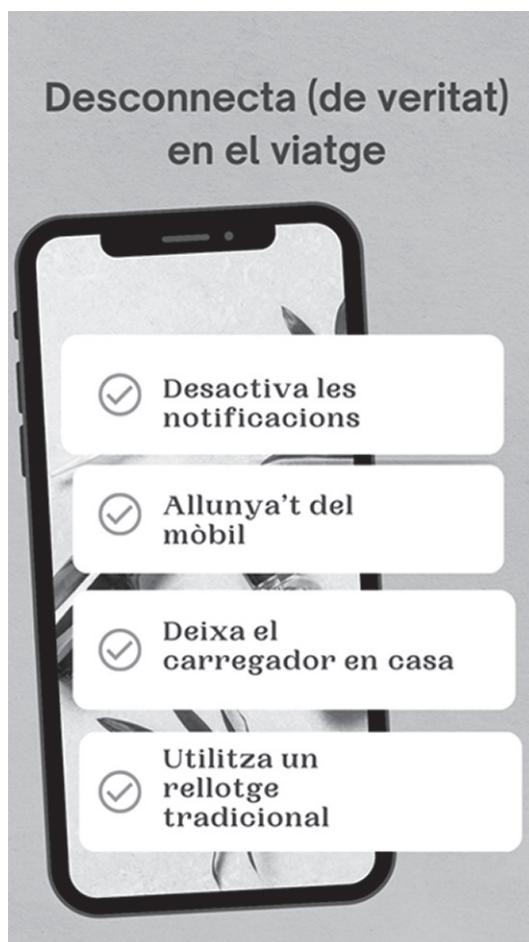 Desconnecta (de veritat)
en el viatge
Desactiva les
notificacions
Allunya't del
mòbil
Deixa el
carregador en casa
Utilitza un
rellotge
tradicional